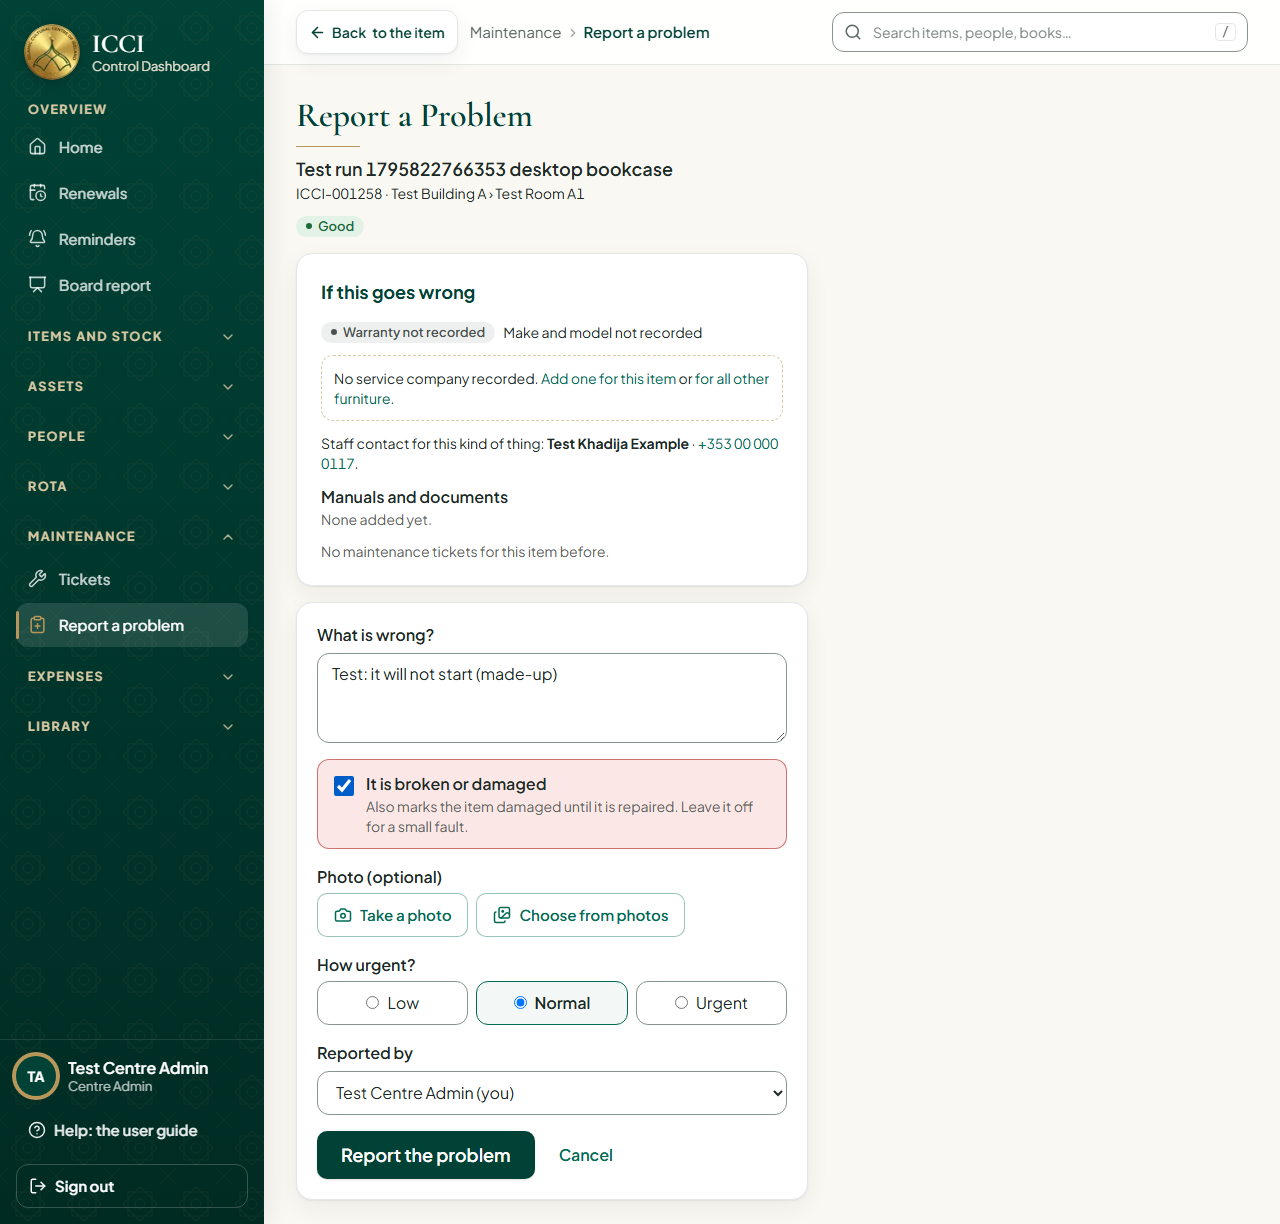 ICCI
Control Dashboard
OVERVIEW
Home
Renewals
Reminders
Board report
ITEMS AND STOCK
ASSETS
PEOPLE
ROTA
MAINTENANCE
Tickets
Report a problem
EXPENSES
LIBRARY
TA
Test Centre Admin
Centre Admin
Help: the user guide
Sign out
Back to the item
Maintenance › Report a problem
Search items, people, books…
/
Report a Problem
Test run 1795822766353 desktop bookcase
ICCI-001258 · Test Building A › Test Room A1
Good
If this goes wrong
Warranty not recorded
Make and model not recorded
No service company recorded. Add one for this item or for all other
furniture.
Staff contact for this kind of thing: Test Khadija Example · +353 00 000
0117.
Manuals and documents
None added yet.
No maintenance tickets for this item before.
What is wrong?
Test: it will not start (made-up)
It is broken or damaged
Also marks the item damaged until it is repaired. Leave it off
for a small fault.
Photo (optional)
Take a photo
Choose from photos
How urgent?
Low
Normal
Urgent
Reported by
Test Centre Admin (you)
Report the problem
Cancel